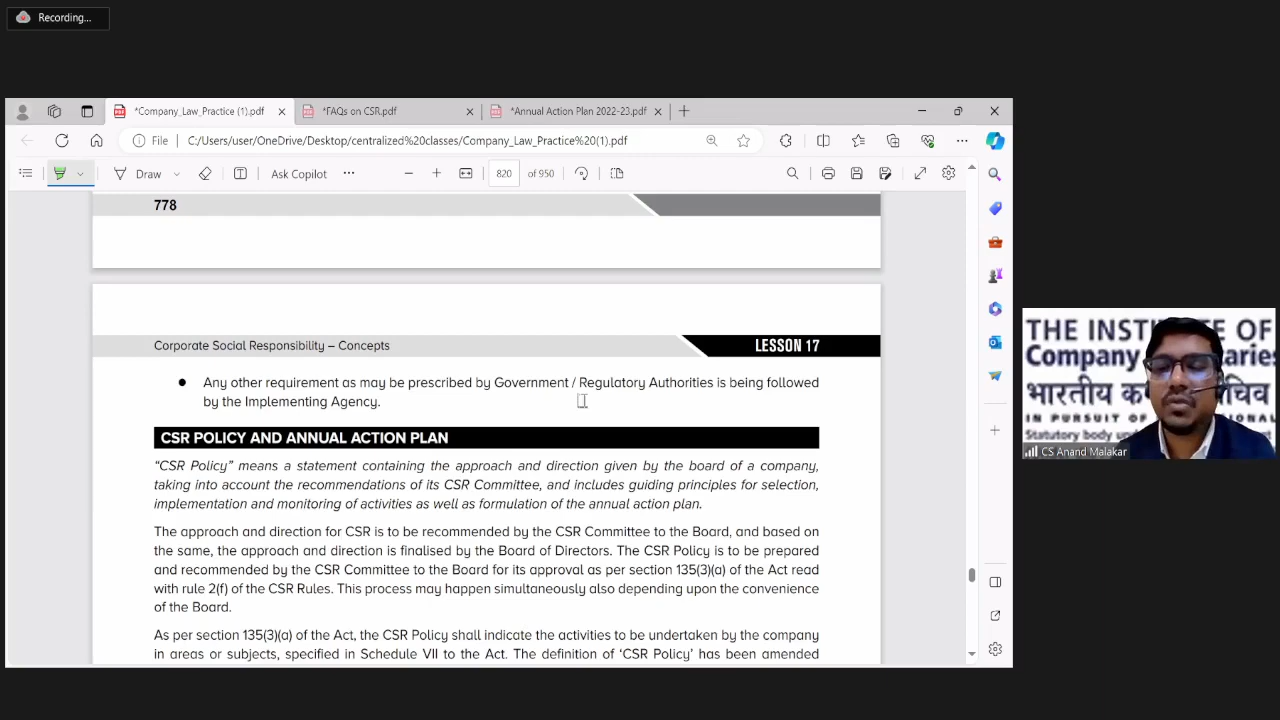 Recording...
*Company_Law_Practice (1).pdf
*FAQs on CSR.pdf
*Annual Action Plan 2022-23.pdf
File
C:/Users/user/OneDrive/Desktop/centralized%20classes/Company_Law_Practice%20(1).pdf
Draw
Ask Copilot
820 of 950
778
Corporate Social Responsibility – Concepts
LESSON 17
● Any other requirement as may be prescribed by Government / Regulatory Authorities is being followed
by the Implementing Agency.
CSR POLICY AND ANNUAL ACTION PLAN
“CSR Policy” means a statement containing the approach and direction given by the board of a company,
taking into account the recommendations of its CSR Committee, and includes guiding principles for selection,
implementation and monitoring of activities as well as formulation of the annual action plan.
The approach and direction for CSR is to be recommended by the CSR Committee to the Board, and based on
the same, the approach and direction is finalised by the Board of Directors. The CSR Policy is to be prepared
and recommended by the CSR Committee to the Board for its approval as per section 135(3)(a) of the Act read
with rule 2(f) of the CSR Rules. This process may happen simultaneously also depending upon the convenience
of the Board.
As per section 135(3)(a) of the Act, the CSR Policy shall indicate the activities to be undertaken by the company
in areas or subjects, specified in Schedule VII to the Act. The definition of ‘CSR Policy’ has been amended
THE INSTITUTE OF
Company
भारतीय
IN PURSUIT OF
Statutory body
CS Anand Malakar